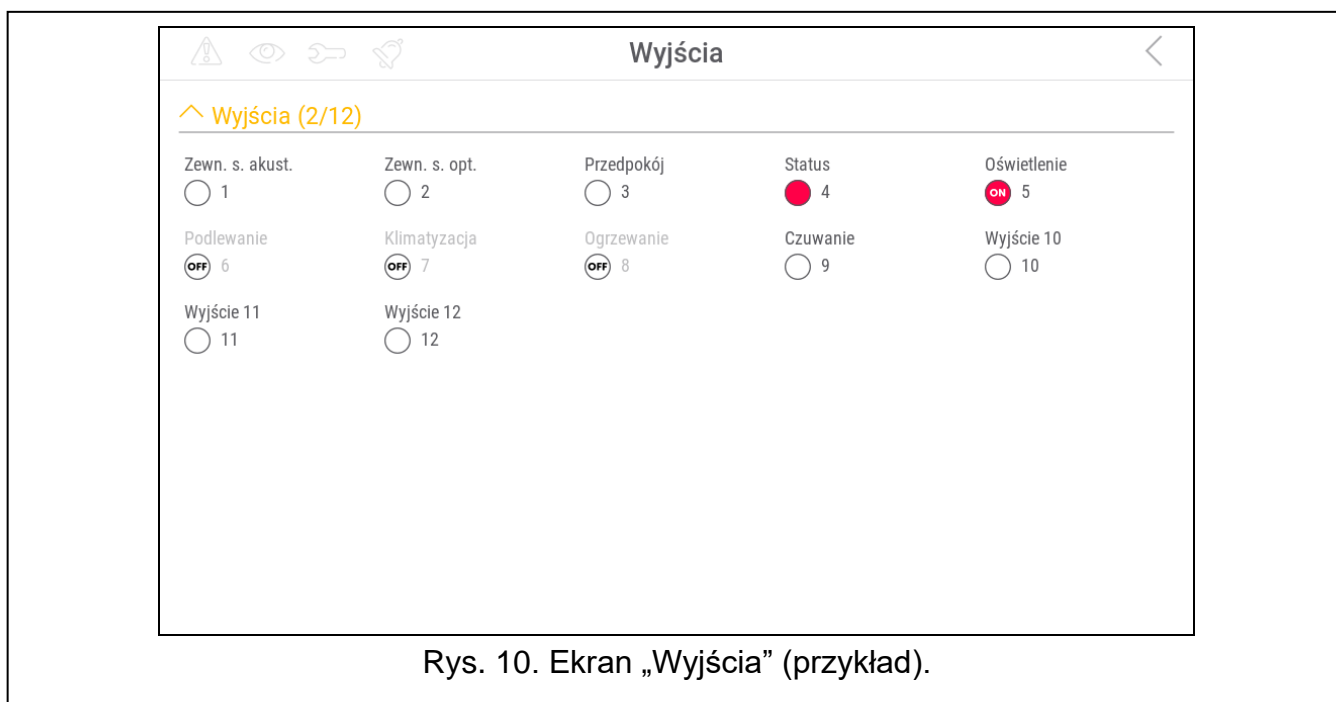 Wyjścia
Wyjścia (2/12)
Zewn. s. akust. Zewn. s. opt. Przedpokój Status Oświetlenie
1 2 3 4 ON 5
Podlewanie Klimatyzacja Ogrzewanie Czuwanie Wyjście 10
OFF 6 OFF 7 OFF 8 9 10
Wyjście 11 Wyjście 12
11 12
Rys. 10. Ekran „Wyjścia” (przykład).